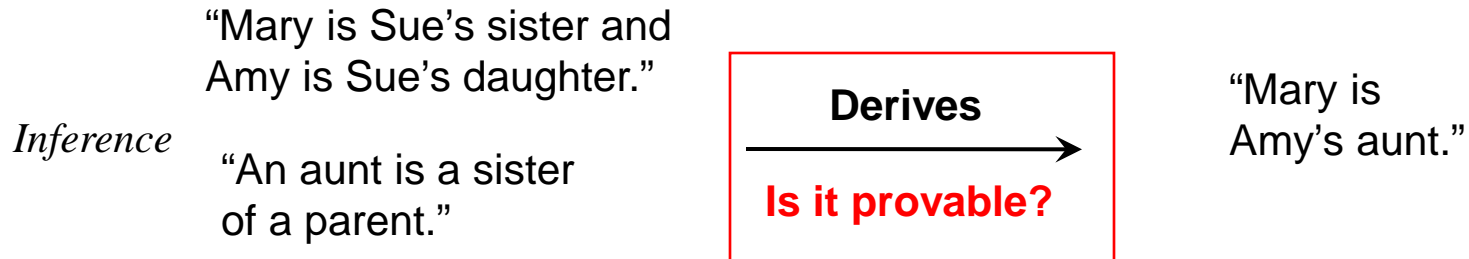 “Mary is Sue’s sister and
Amy is Sue’s daughter.”
Inference
“An aunt is a sister
of a parent.”
Derives
Is it provable?
“Mary is
Amy’s aunt.”